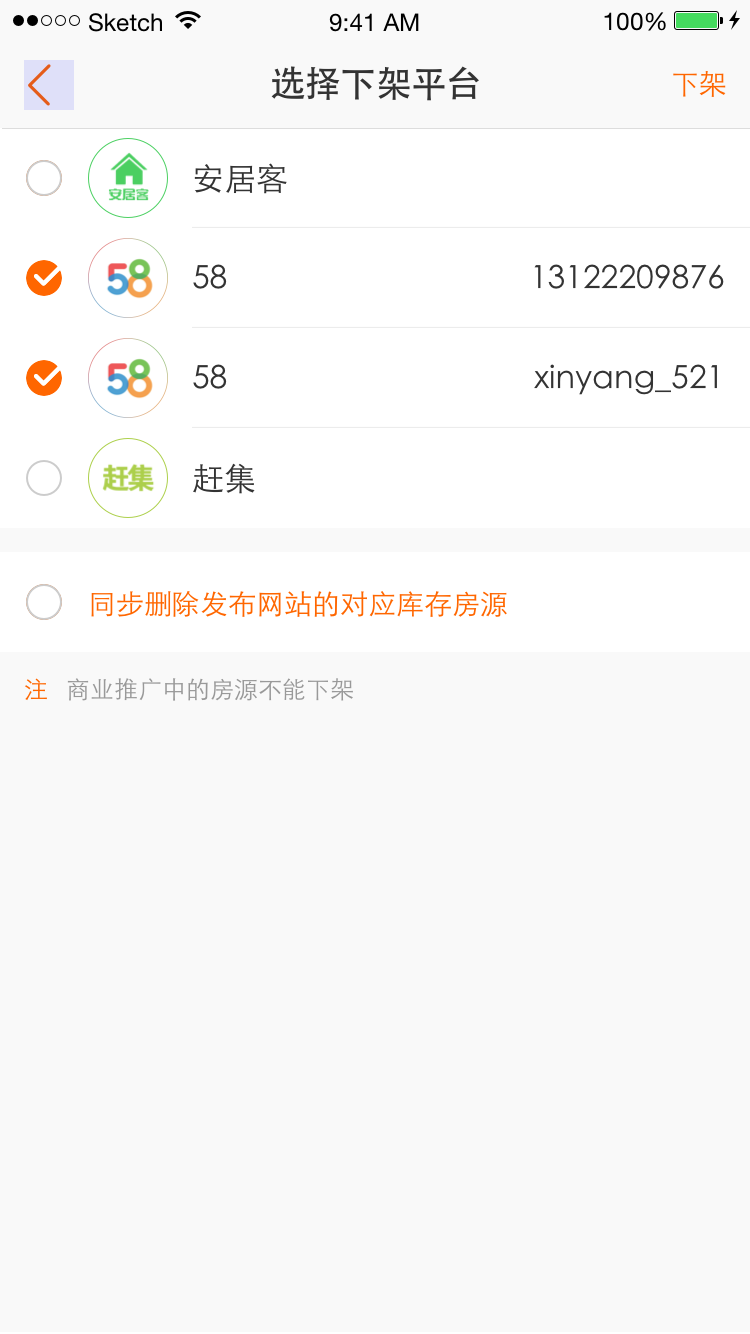 Sketch 9:41 AM 100%
选择下架平台 下架
安居客 安居客
58 58 13122209876
58 58 xinyang_521
赶集 赶集
同步删除发布网站的对应库存房源
注 商业推广中的房源不能下架